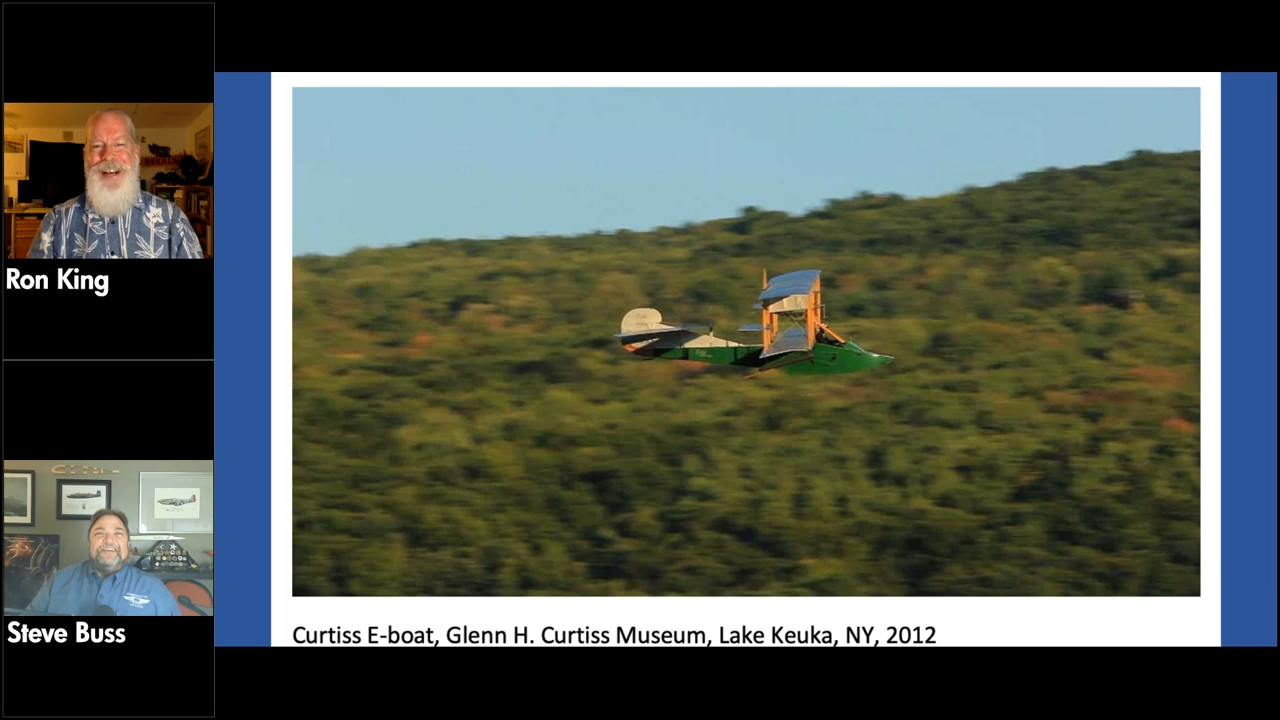 Ron King
Steve Buss
Curtiss E-boat, Glenn H. Curtiss Museum, Lake Keuka, NY, 2012